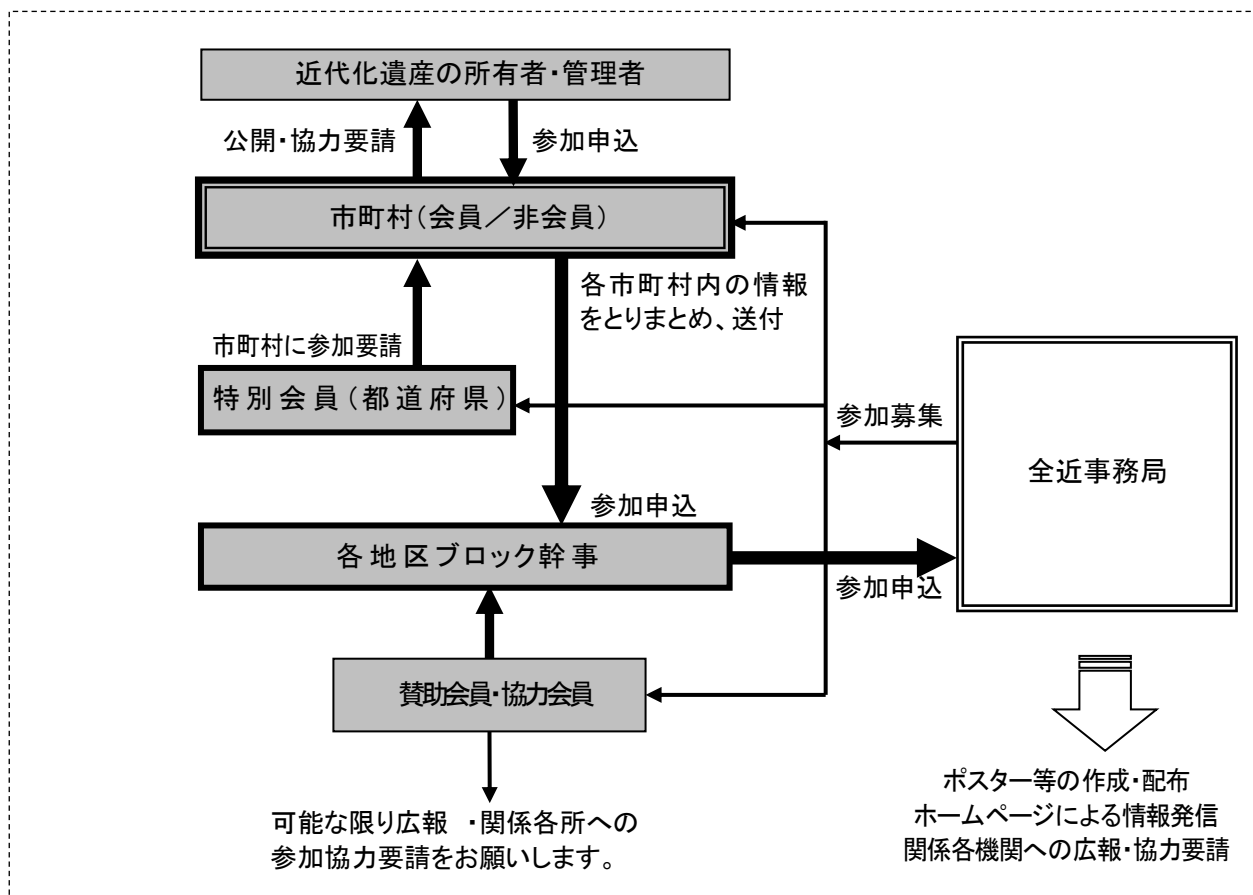 近代化遺産の所有者・管理者
公開・協力要請
参加申込
市町村(会員／非会員)
各市町村内の情報
をとりまとめ、送付
市町村に参加要請
特別会員(都道府県)
参加募集
全近事務局
参加申込
各地区ブロック幹事
参加申込
賛助会員・協力会員
可能な限り広報 ・関係各所への
参加協力要請をお願いします。
ポスター等の作成・配布
ホームページによる情報発信
関係各機関への広報・協力要請